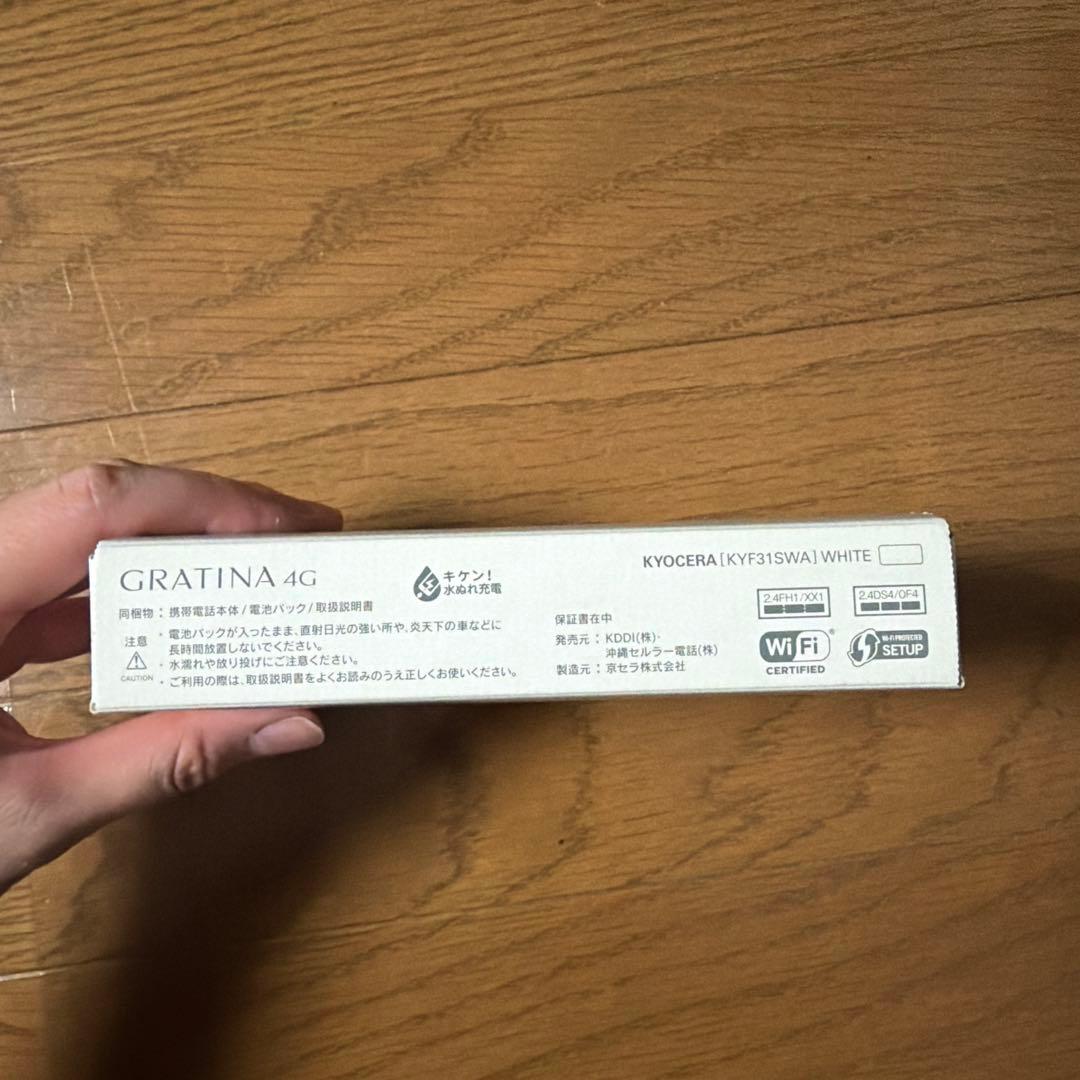 GRATINA 4G
同梱物：携帯電話本体/電池パック/取扱説明書
注意
CAUTION
・電池パックが入ったまま、直射日光の強い所や、炎天下の車などに
長時間放置しないでください。
・水濡れや放り投げにご注意ください。
・ご利用の際は、取扱説明書をよくお読みのうえ正しくお使いください。
キケン!
水ぬれ充電
保証書在中
発売元：KDDI(株)・
沖縄セルラー電話(株)
製造元：京セラ株式会社
KYOCERA[KYF31SWA] WHITE
2.4FH1/XX1
2.4DS4/OF4
Wi Fi®
CERTIFIED
WI-FI PROTECTED
SETUP